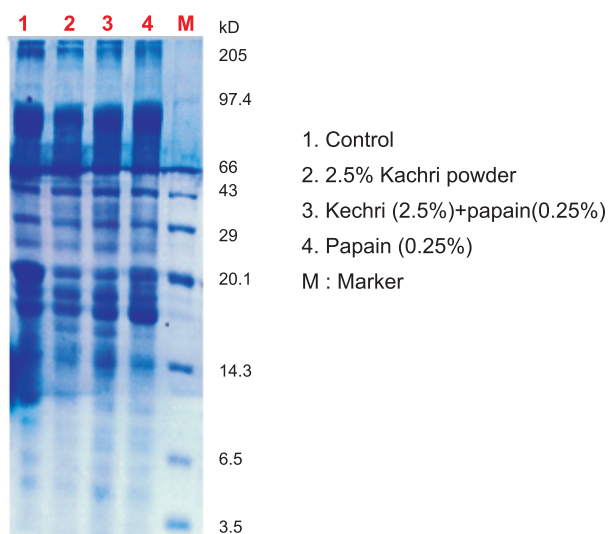 1 2 3 4 M kD
205
97.4
66
43
29
20.1
14.3
6.5
3.5
1. Control
2. 2.5% Kachri powder
3. Kechri (2.5%)+papain(0.25%)
4. Papain (0.25%)
M : Marker